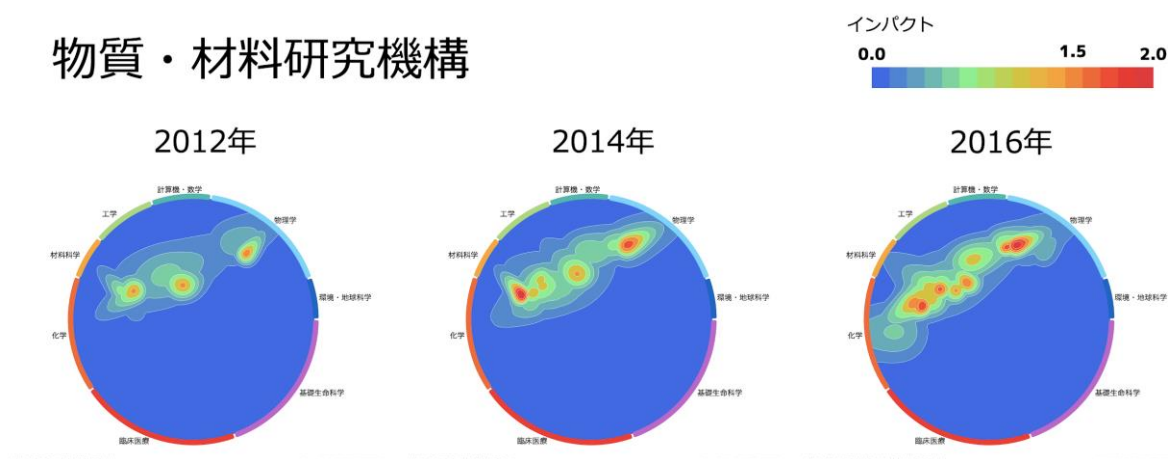 物質・材料研究機構
インパクト
0.0 1.5 2.0
2012年
計算機・数学
工学
物理学
材料科学
環境・地球科学
化学
基礎生命科学
臨床医療
2014年
計算機・数学
工学
物理学
材料科学
環境・地球科学
化学
基礎生命科学
臨床医療
2016年
計算機・数学
工学
物理学
材料科学
環境・地球科学
化学
基礎生命科学
臨床医療